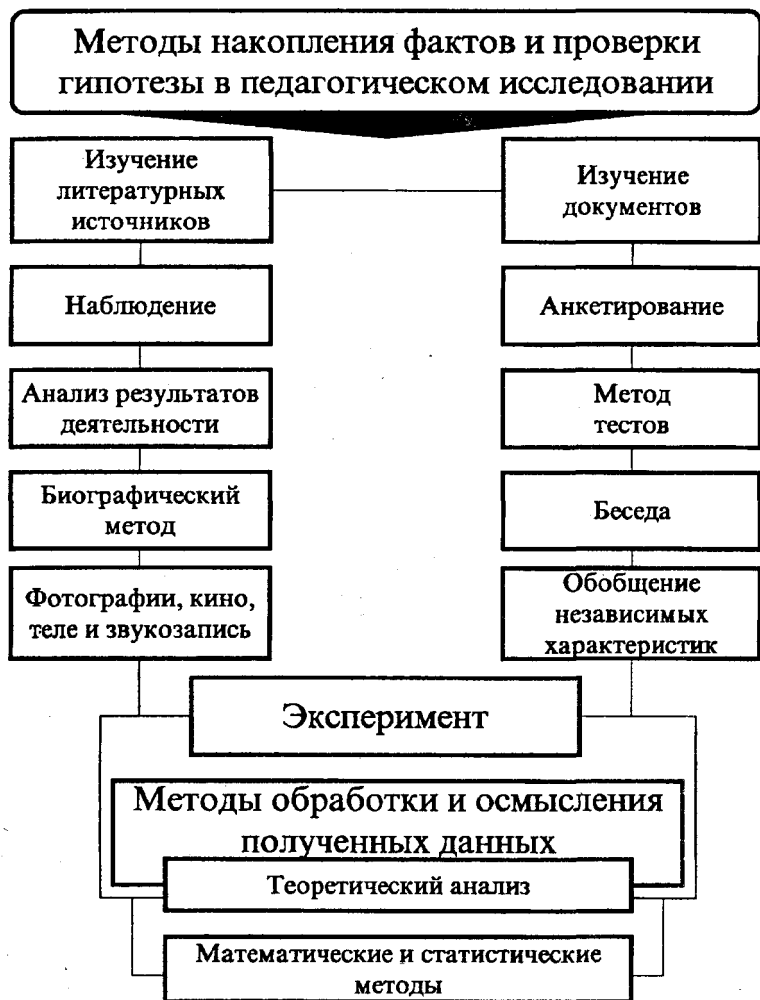 Методы накопления фактов и проверки
гипотезы в педагогическом исследовании
Изучение
литературных
источников
Изучение
документов
Наблюдение
Анкетирование
Анализ результатов
деятельности
Метод
тестов
Биографический
метод
Беседа
Фотографии, кино,
теле и звукозапись
Обобщение
независимых
характеристик
Эксперимент
Методы обработки и осмысления
полученных данных
Теоретический анализ
Математические и статистические
методы